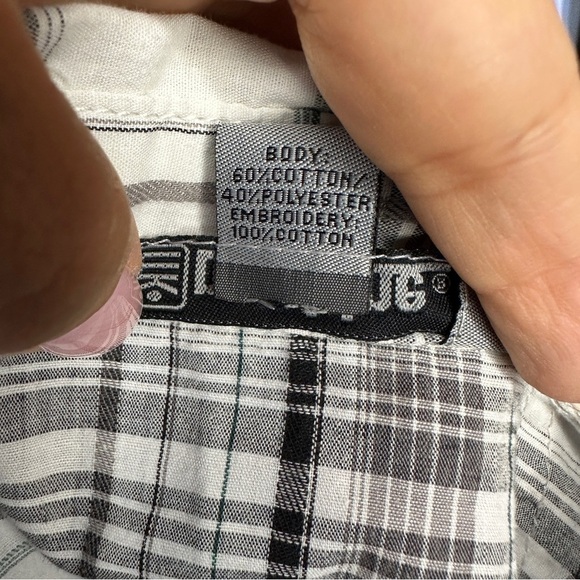 BODY:
60%COTTON/
40%POLYESTER
EMBROIDERY:
100%COTTON